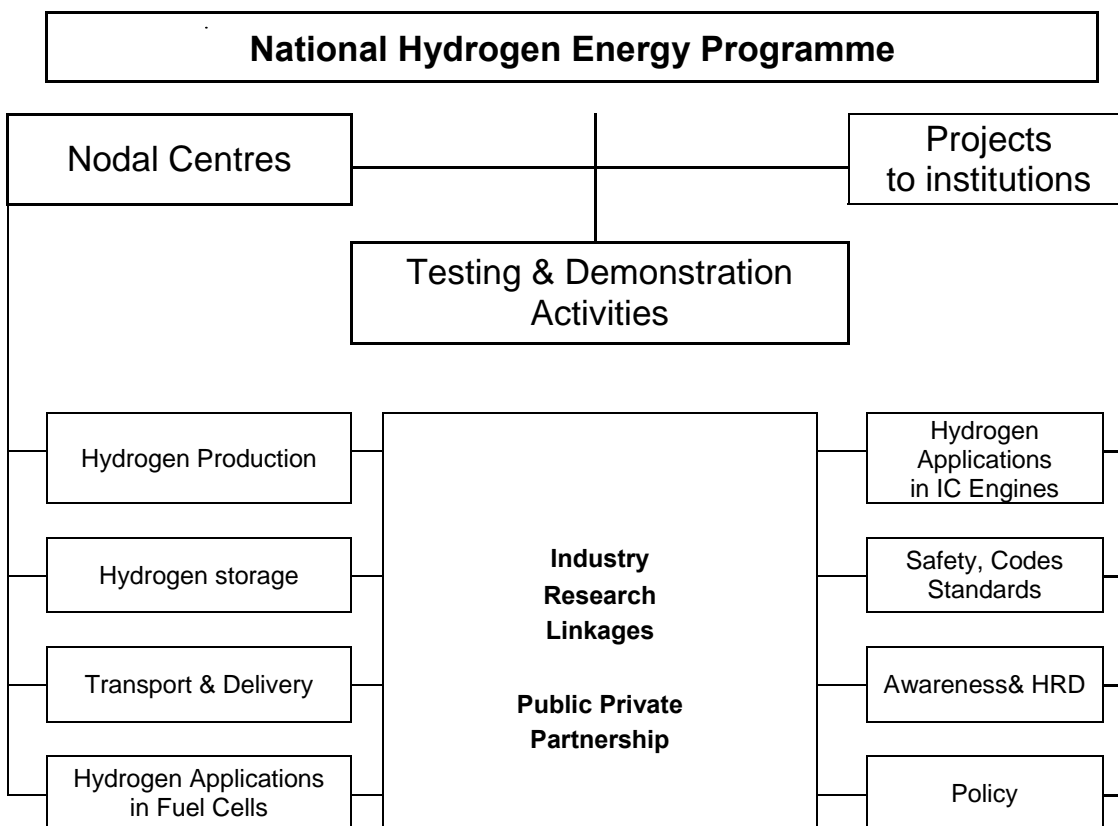 National Hydrogen Energy Programme
Nodal Centres
Projects
to institutions
Testing & Demonstration
Activities
Hydrogen Production
Hydrogen storage
Transport & Delivery
Hydrogen Applications
in Fuel Cells
Industry
Research
Linkages
Public Private
Partnership
Hydrogen
Applications
in IC Engines
Safety, Codes
Standards
Awareness& HRD
Policy